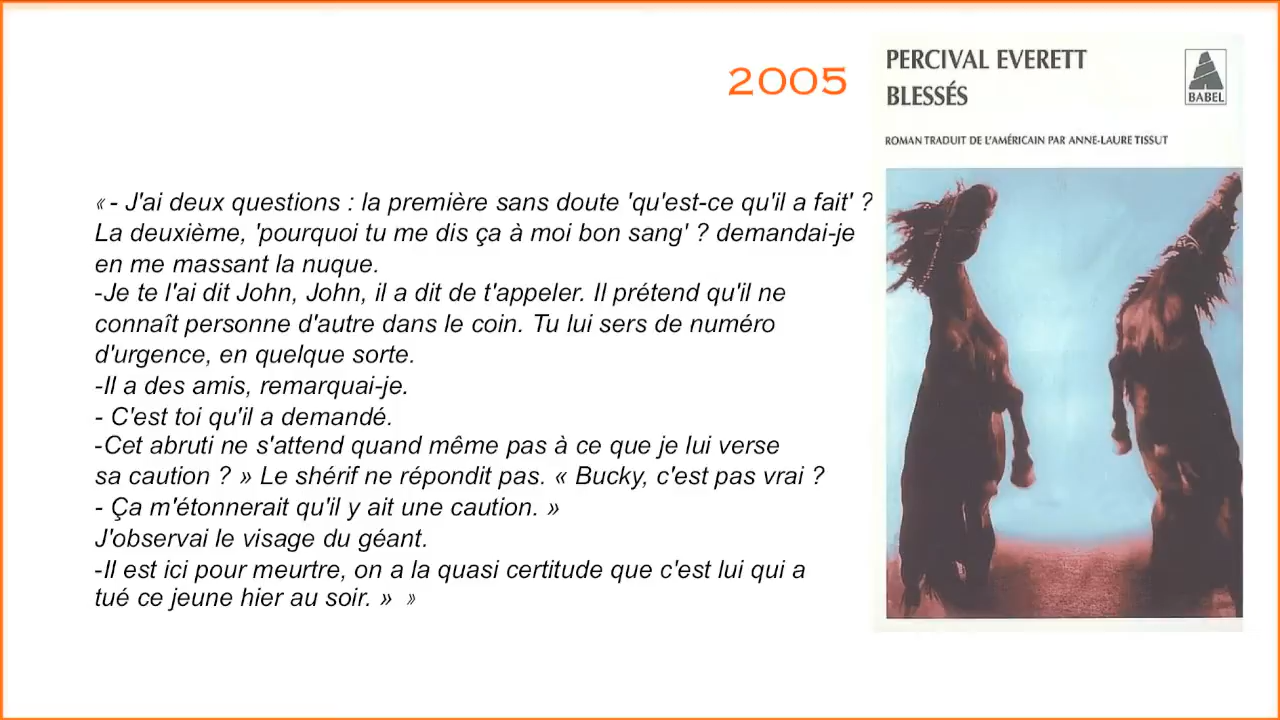 2005
PERCIVAL EVERETT
BLESSÉS
BABEL
ROMAN TRADUIT DE L'AMÉRICAIN PAR ANNE-LAURE TISSUT
« - J'ai deux questions : la première sans doute 'qu'est-ce qu'il a fait' ?
La deuxième, 'pourquoi tu me dis ça à moi bon sang' ? demandai-je
en me massant la nuque.
-Je te l'ai dit John, John, il a dit de t'appeler. Il prétend qu'il ne
connaît personne d'autre dans le coin. Tu lui sers de numéro
d'urgence, en quelque sorte.
-Il a des amis, remarquai-je.
- C'est toi qu'il a demandé.
-Cet abruti ne s'attend quand même pas à ce que je lui verse
sa caution ? » Le shérif ne répondit pas. « Bucky, c'est pas vrai ?
- Ça m'étonnerait qu'il y ait une caution. »
J'observai le visage du géant.
-Il est ici pour meurtre, on a la quasi certitude que c'est lui qui a
tué ce jeune hier au soir. » »